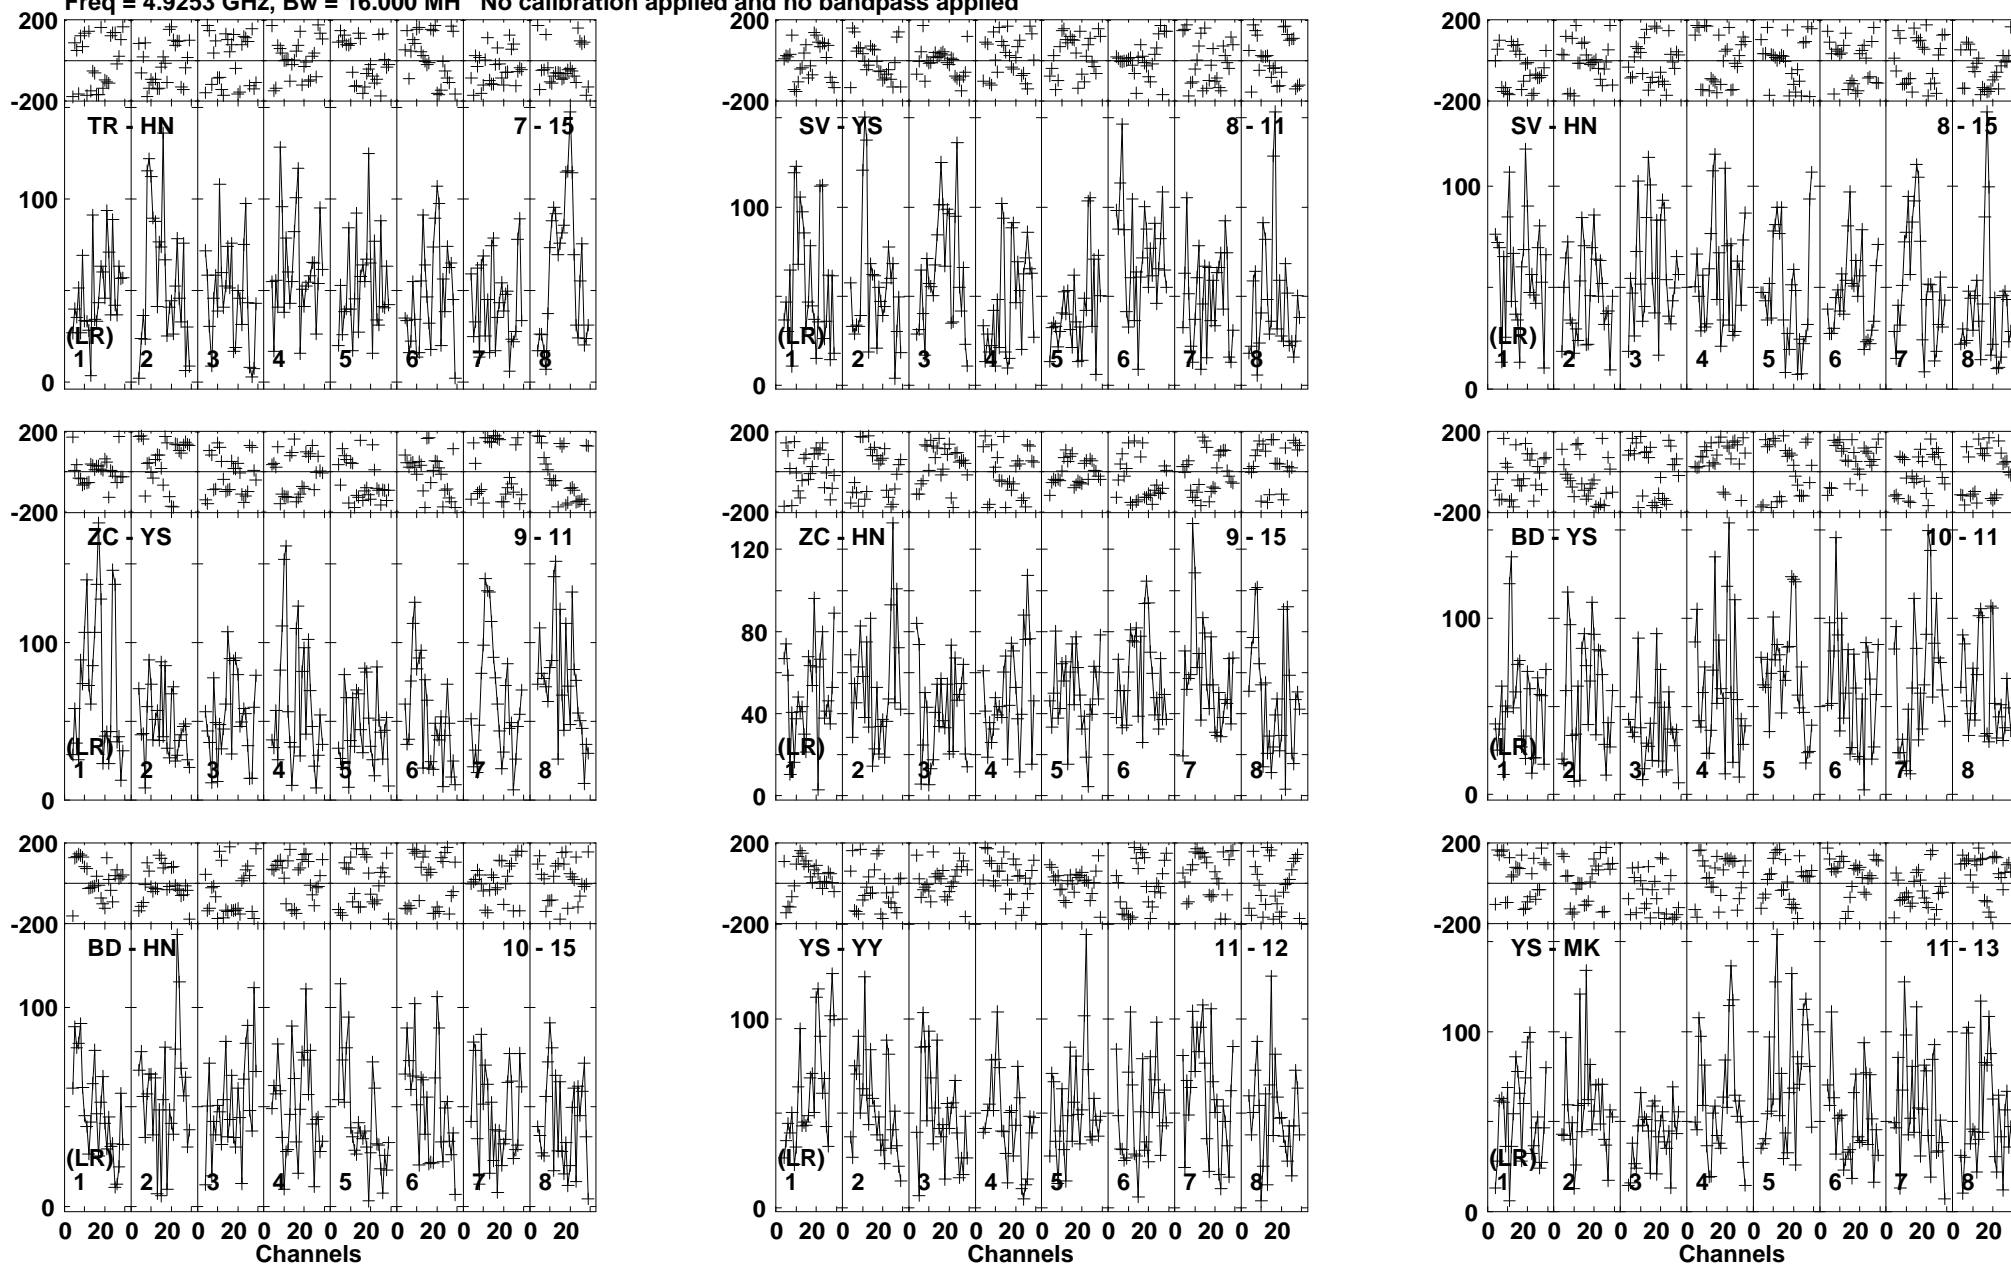 Freq = 4.9253 GHz, Bw = 16.000 MH No calibration applied and no bandpass applied
200 200 200
-200 -200 -200
TR - HN 7 - 15 SV - YS 8 - 11 SV - HN 8 - 15
100 100 100
(LR) (LR) (LR)
1 2 3 4 5 6 7 8 1 2 3 4 5 6 7 8 1 2 3 4 5 6 7 8
0 0 0
200 200 200
-200 -200 -200
ZC - YS 9 - 11 ZC - HN 9 - 15 BD - YS 10 - 11
120
100 80 100
40
(LR) (LR) (LR)
1 2 3 4 5 6 7 8 1 2 3 4 5 6 7 8 1 2 3 4 5 6 7 8
0 0 0
200 200 200
-200 -200 -200
BD - HN 10 - 15 YS - YY 11 - 12 YS - MK 11 - 13
100 100 100
(LR) (LR) (LR)
1 2 3 4 5 6 7 8 1 2 3 4 5 6 7 8 1 2 3 4 5 6 7 8
0 0 0
0 20 0 20 0 20 0 20 0 20 0 20 0 20 0 20 0 20 0 20 0 20 0 20 0 20 0 20 0 20 0 20 0 20 0 20 0 20 0 20 0 20 0 20 0 20 0 20
Channels Channels Channels